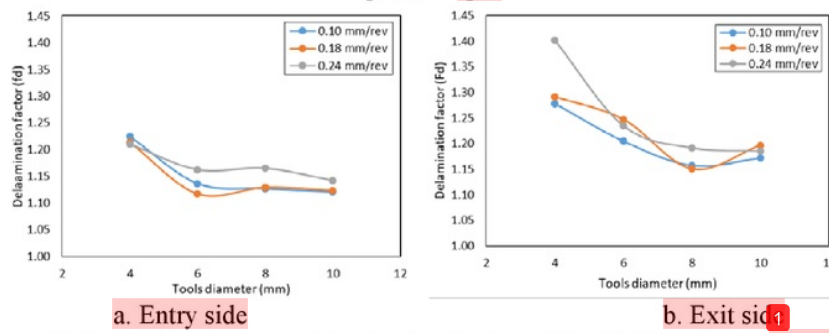 1.45
1.40
1.35
1.30
1.25
1.20
1.15
1.10
1.05
1.00
Delaamination factor (fd)
0.10 mm/rev
0.18 mm/rev
0.24 mm/rev
2 4 6 8 10 12
Tools diameter (mm)
a. Entry side
1.45
1.40
1.35
1.30
1.25
1.20
1.15
1.10
1.05
1.00
Delamination factor (Fd)
0.10 mm/rev
0.18 mm/rev
0.24 mm/rev
2 4 6 8 10
Tools diameter (mm)
b. Exit side
1